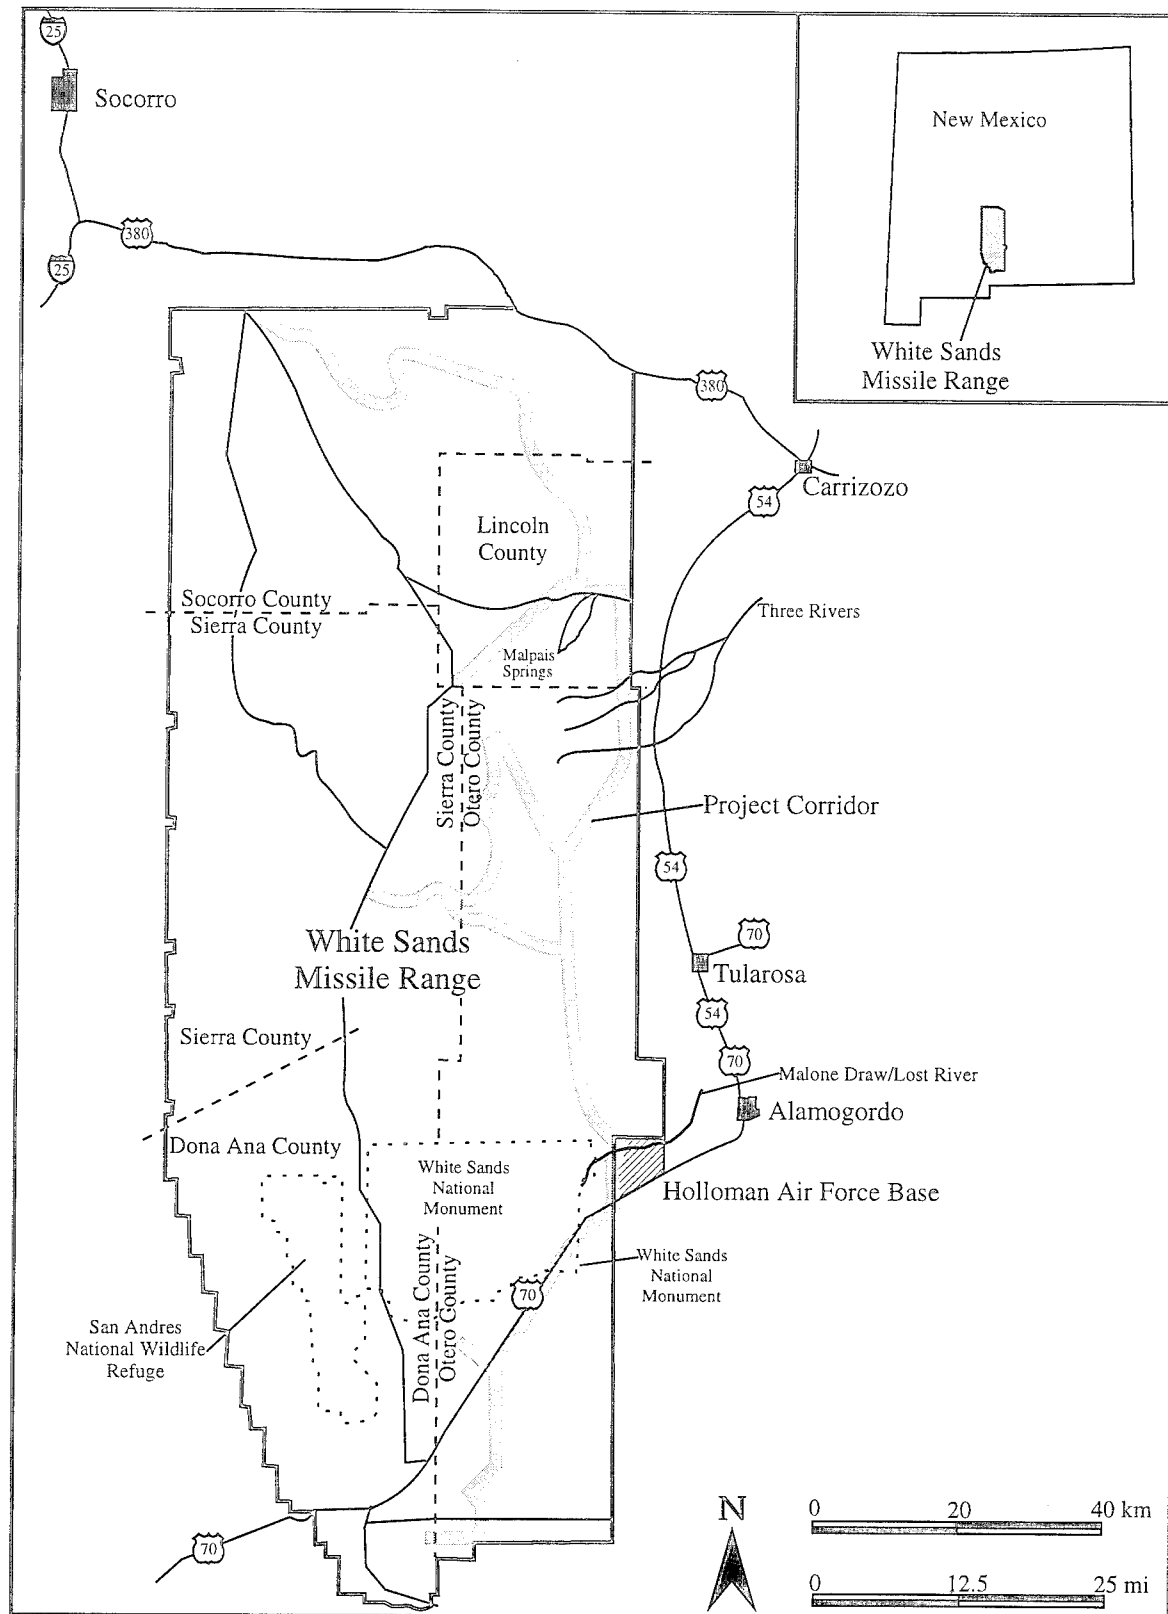 25
Socorro
380
25
New Mexico
White Sands
Missile Range
380
Carrizozo
54
Lincoln
County
Socorro County
Sierra County
Three Rivers
Malpais
Springs
Sierra County
Otero County
Project Corridor
54
70
White Sands
Missile Range
Tularosa
54
Sierra County
70
Malone Draw/Lost River
Alamogordo
Dona Ana County
White Sands
National
Monument
Holloman Air Force Base
Dona Ana County
Otero County
White Sands
National
Monument
70
San Andres
National Wildlife
Refuge
70
N
0 20 40 km
0 12.5 25 mi